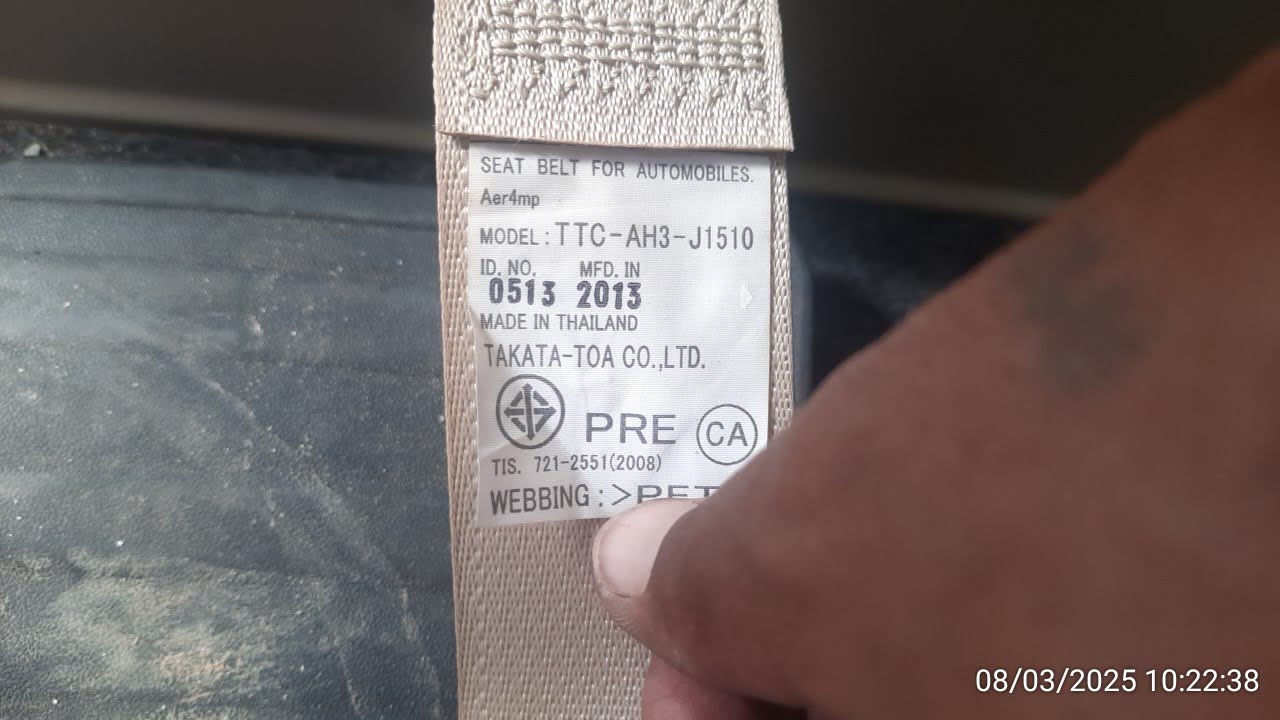 SEAT BELT FOR AUTOMOBILES.
Aer4mp
MODEL : TTC-AH3-J1510
ID. NO. MFD. IN
0513 2013
MADE IN THAILAND
TAKATA-TOA CO.,LTD.
PRE CA
TIS. 721-2551(2008)
WEBBING : >PET
08/03/2025 10:22:38